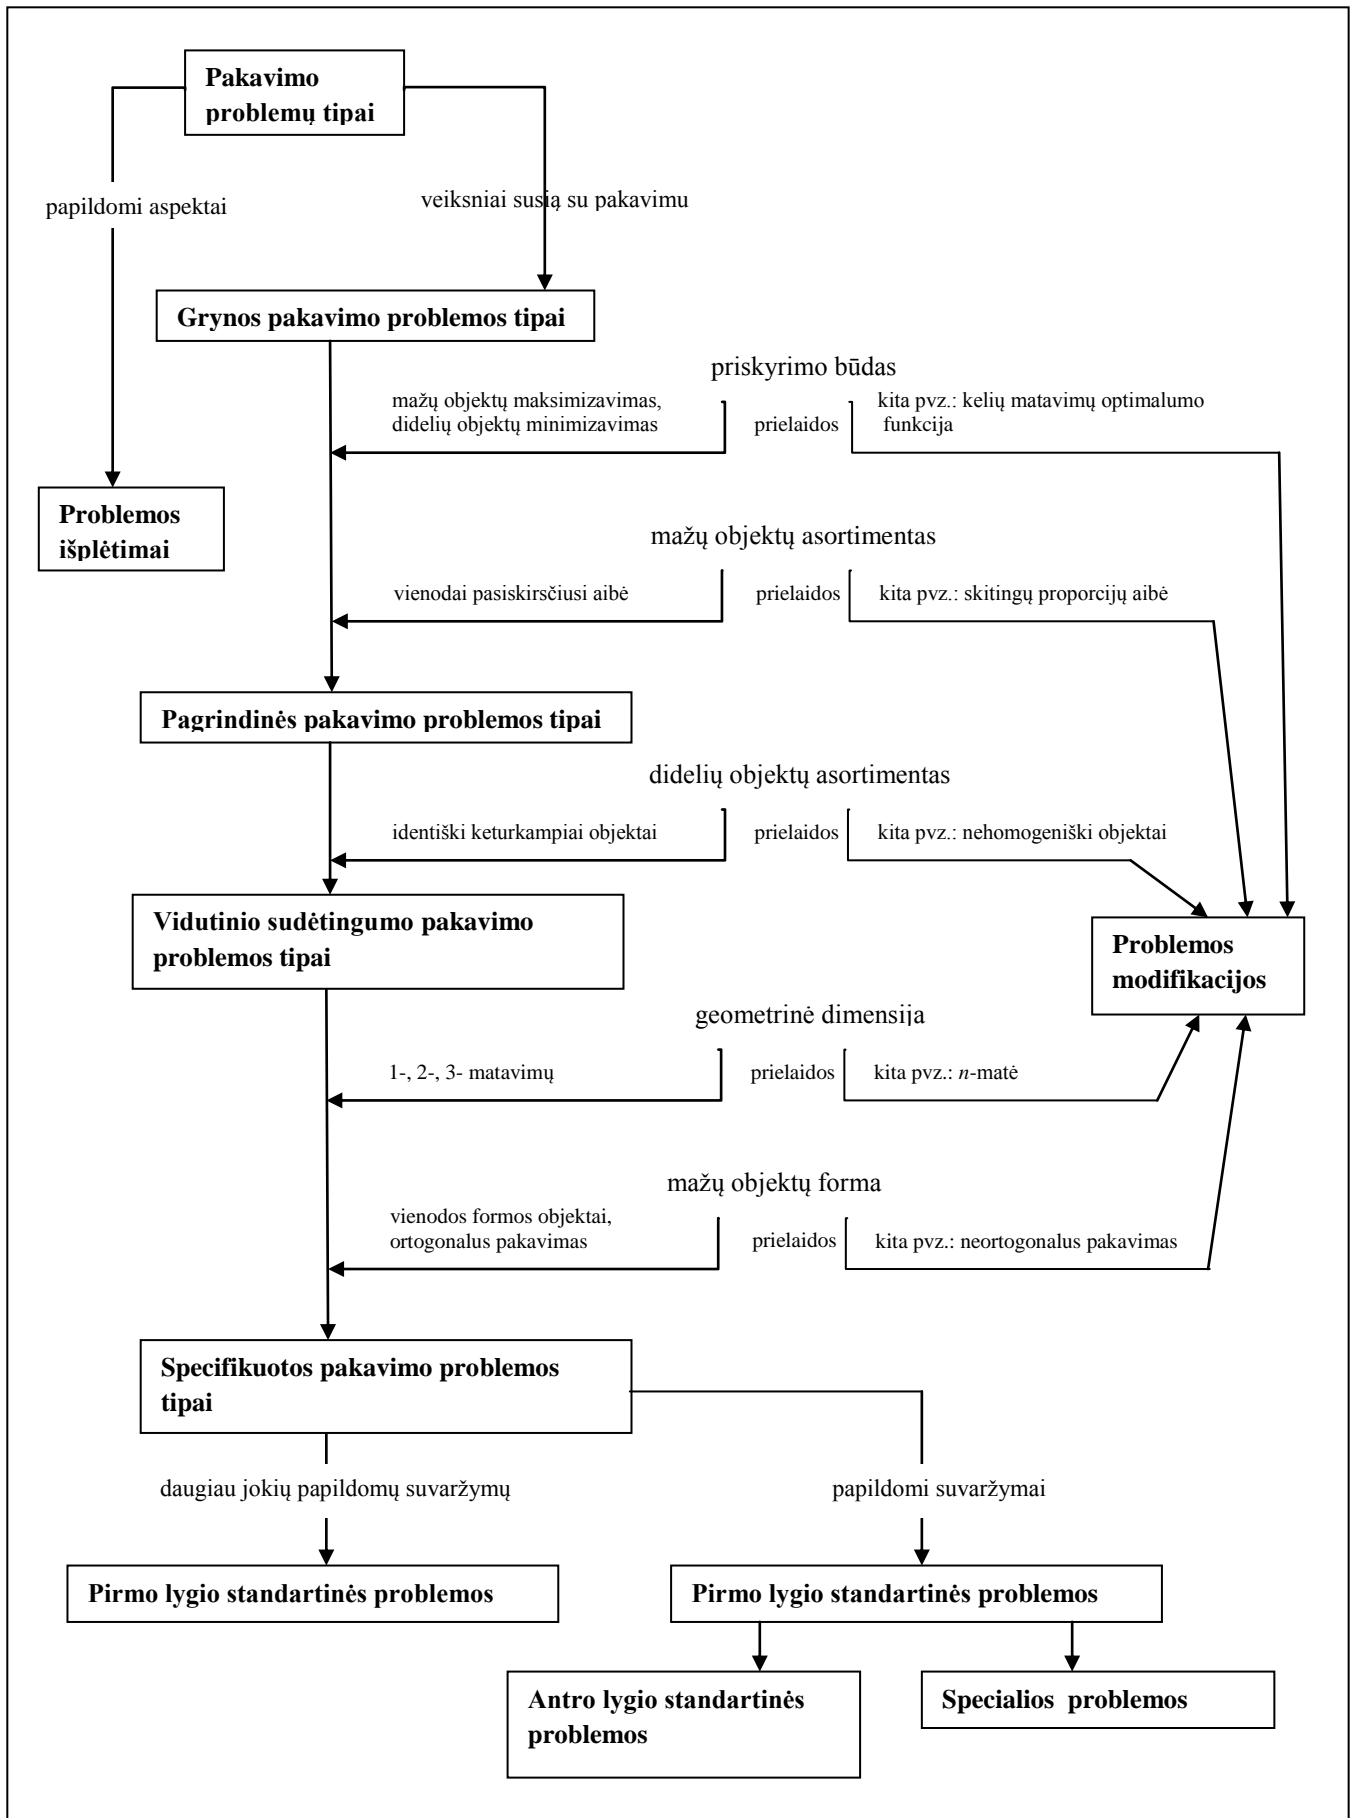 Pakavimo
problemų tipai
papildomi aspektai
veiksniai susią su pakavimu
Grynos pakavimo problemos tipai
priskyrimo būdas
mažų objektų maksimizavimas,
didelių objektų minimizavimas
prielaidos
kita pvz.: kelių matavimų optimalumo
funkcija
Problemos
išplėtimai
mažų objektų asortimentas
vienodai pasiskirsčiusi aibė
prielaidos
kita pvz.: skitingų proporcijų aibė
Pagrindinės pakavimo problemos tipai
didelių objektų asortimentas
identiški keturkampiai objektai
prielaidos
kita pvz.: nehomogeniški objektai
Vidutinio sudėtingumo pakavimo
problemos tipai
Problemos
modifikacijos
geometrinė dimensija
1-, 2-, 3- matavimų
prielaidos
kita pvz.: n-matė
mažų objektų forma
vienodos formos objektai,
ortogonalus pakavimas
prielaidos
kita pvz.: neortogonalus pakavimas
Specifikuotos pakavimo problemos
tipai
daugiau jokių papildomų suvaržymų
papildomi suvaržymai
Pirmo lygio standartinės problemos
Pirmo lygio standartinės problemos
Antro lygio standartinės
problemos
Specialios problemos